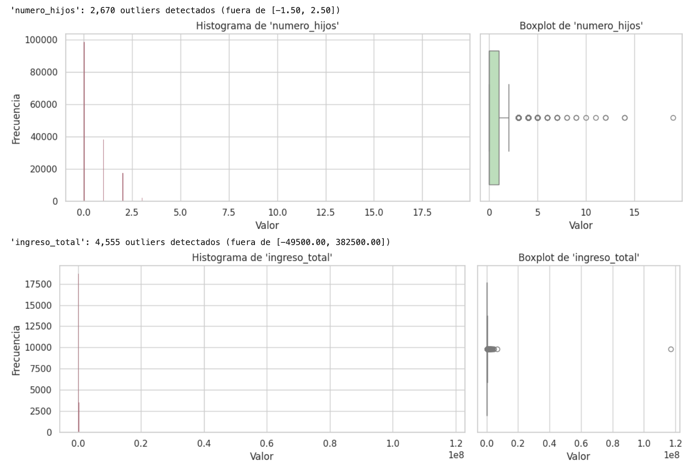 'numero_hijos': 2,670 outliers detectados (fuera de [-1.50, 2.50])
Histograma de 'numero_hijos'
Boxplot de 'numero_hijos'
100000
80000
60000
40000
20000
0
Frecuencia
0.0 2.5 5.0 7.5 10.0 12.5 15.0 17.5
Valor
0 5 10 15
Valor
'ingreso_total': 4,555 outliers detectados (fuera de [-49500.00, 382500.00])
Histograma de 'ingreso_total'
Boxplot de 'ingreso_total'
17500
15000
12500
10000
7500
5000
2500
0
Frecuencia
0.0 0.2 0.4 0.6 0.8 1.0 1.2
1e8
Valor
0.0 0.2 0.4 0.6 0.8 1.0 1.2
1e8
Valor